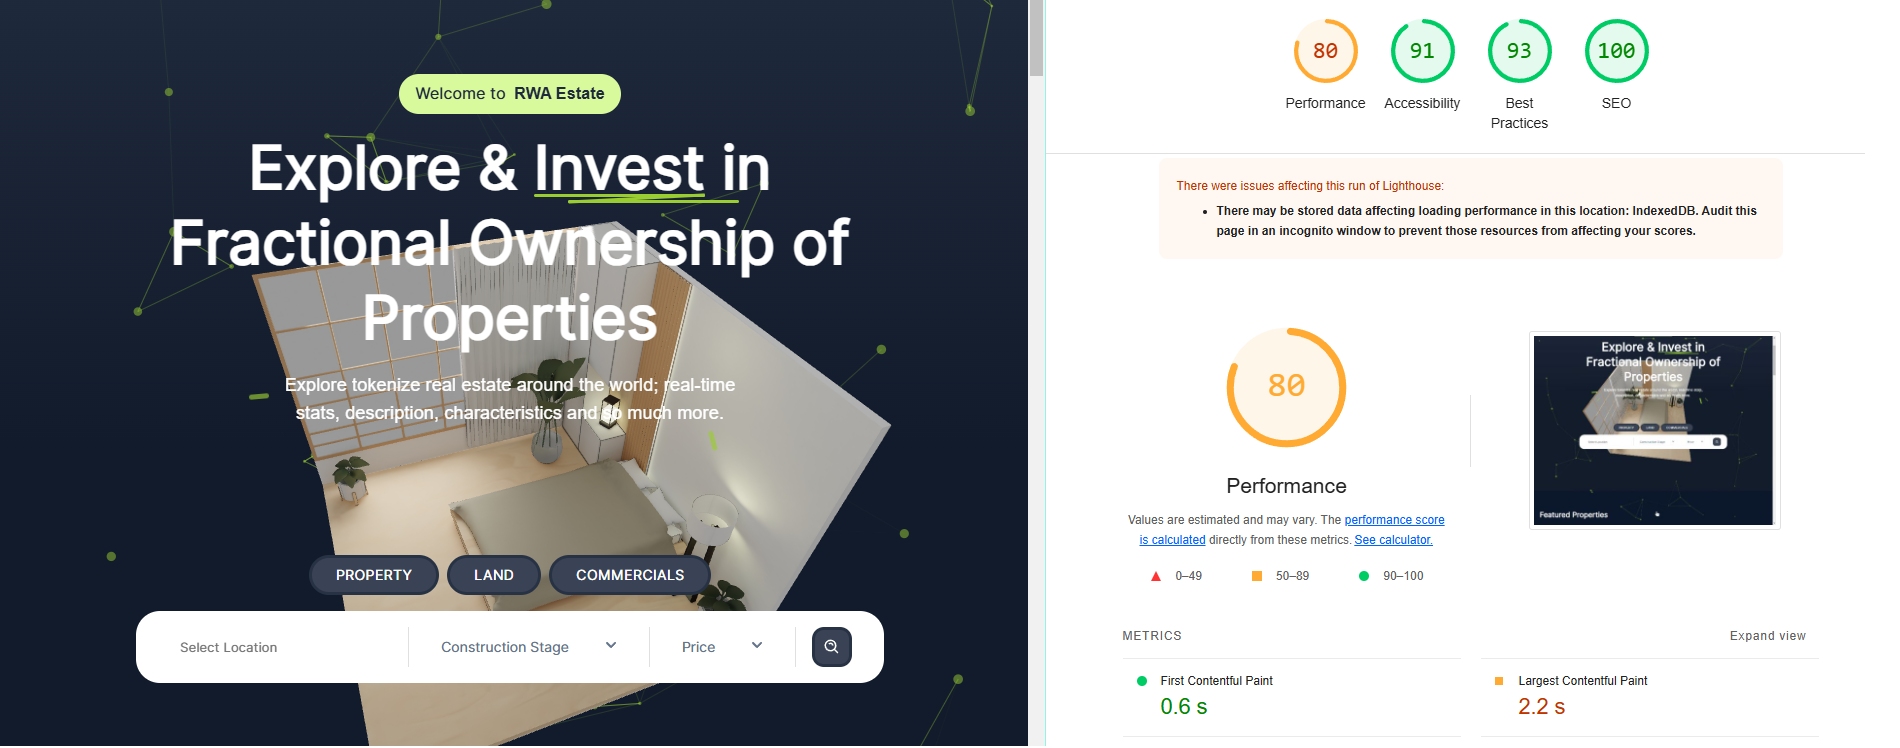 Welcome to RWA Estate
Explore & Invest in
Fractional Ownership of
Properties
Explore tokenize real estate around the world; real-time
stats, description, characteristics and so much more.
PROPERTY LAND COMMERCIALS
Select Location Construction Stage Price
80 91 93 100
Performance Accessibility Best Practices SEO
There were issues affecting this run of Lighthouse:
There may be stored data affecting loading performance in this location: IndexedDB. Audit this
page in an incognito window to prevent those resources from affecting your scores.
80
Performance
Values are estimated and may vary. The performance score
is calculated directly from these metrics. See calculator.
0–49 50–89 90–100
Explore & Invest in
Fractional Ownership of
Properties
Featured Properties
METRICS Expand view
First Contentful Paint
0.6 s
Largest Contentful Paint
2.2 s